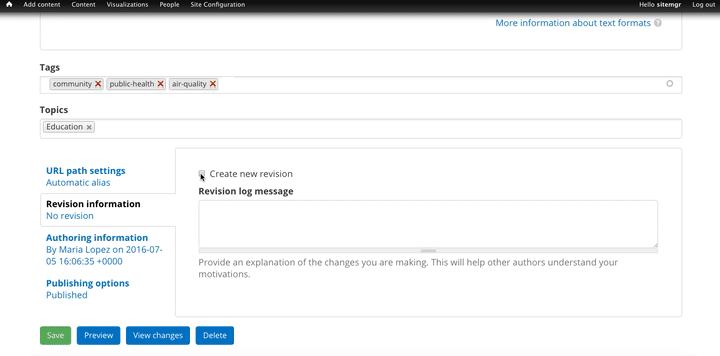 Add content Content Visualizations People Site Configuration Hello sitemgr Log out
More information about text formats ?
Tags
community public-health air-quality
Topics
Education
URL path settings
Automatic alias
Revision information
No revision
Authoring information
By Maria Lopez on 2016-07-
05 16:06:35 +0000
Publishing options
Published
Create new revision
Revision log message
Provide an explanation of the changes you are making. This will help other authors understand your
motivations.
Save Preview View changes Delete